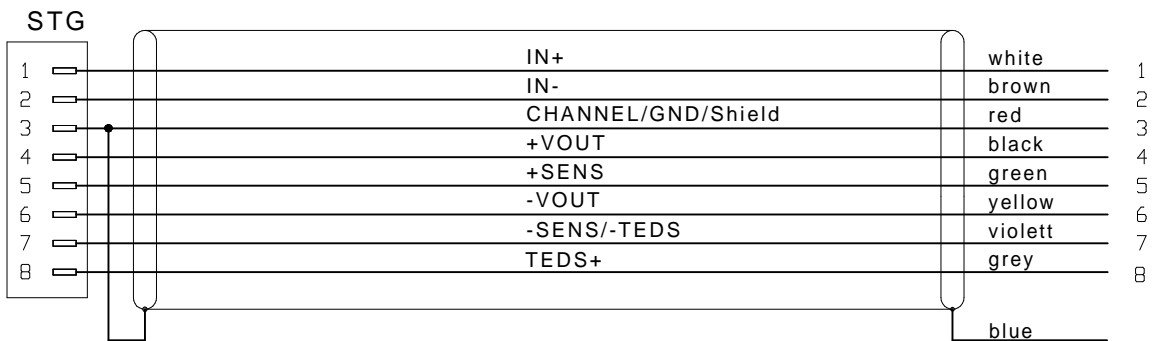 STG
1 IN+ white 1
2 IN- brown 2
3 CHANNEL/GND/Shield red 3
4 +VOUT black 4
5 +SENS green 5
6 -VOUT yellow 6
7 -SENS/-TEDS violett 7
8 TEDS+ grey 8
blue